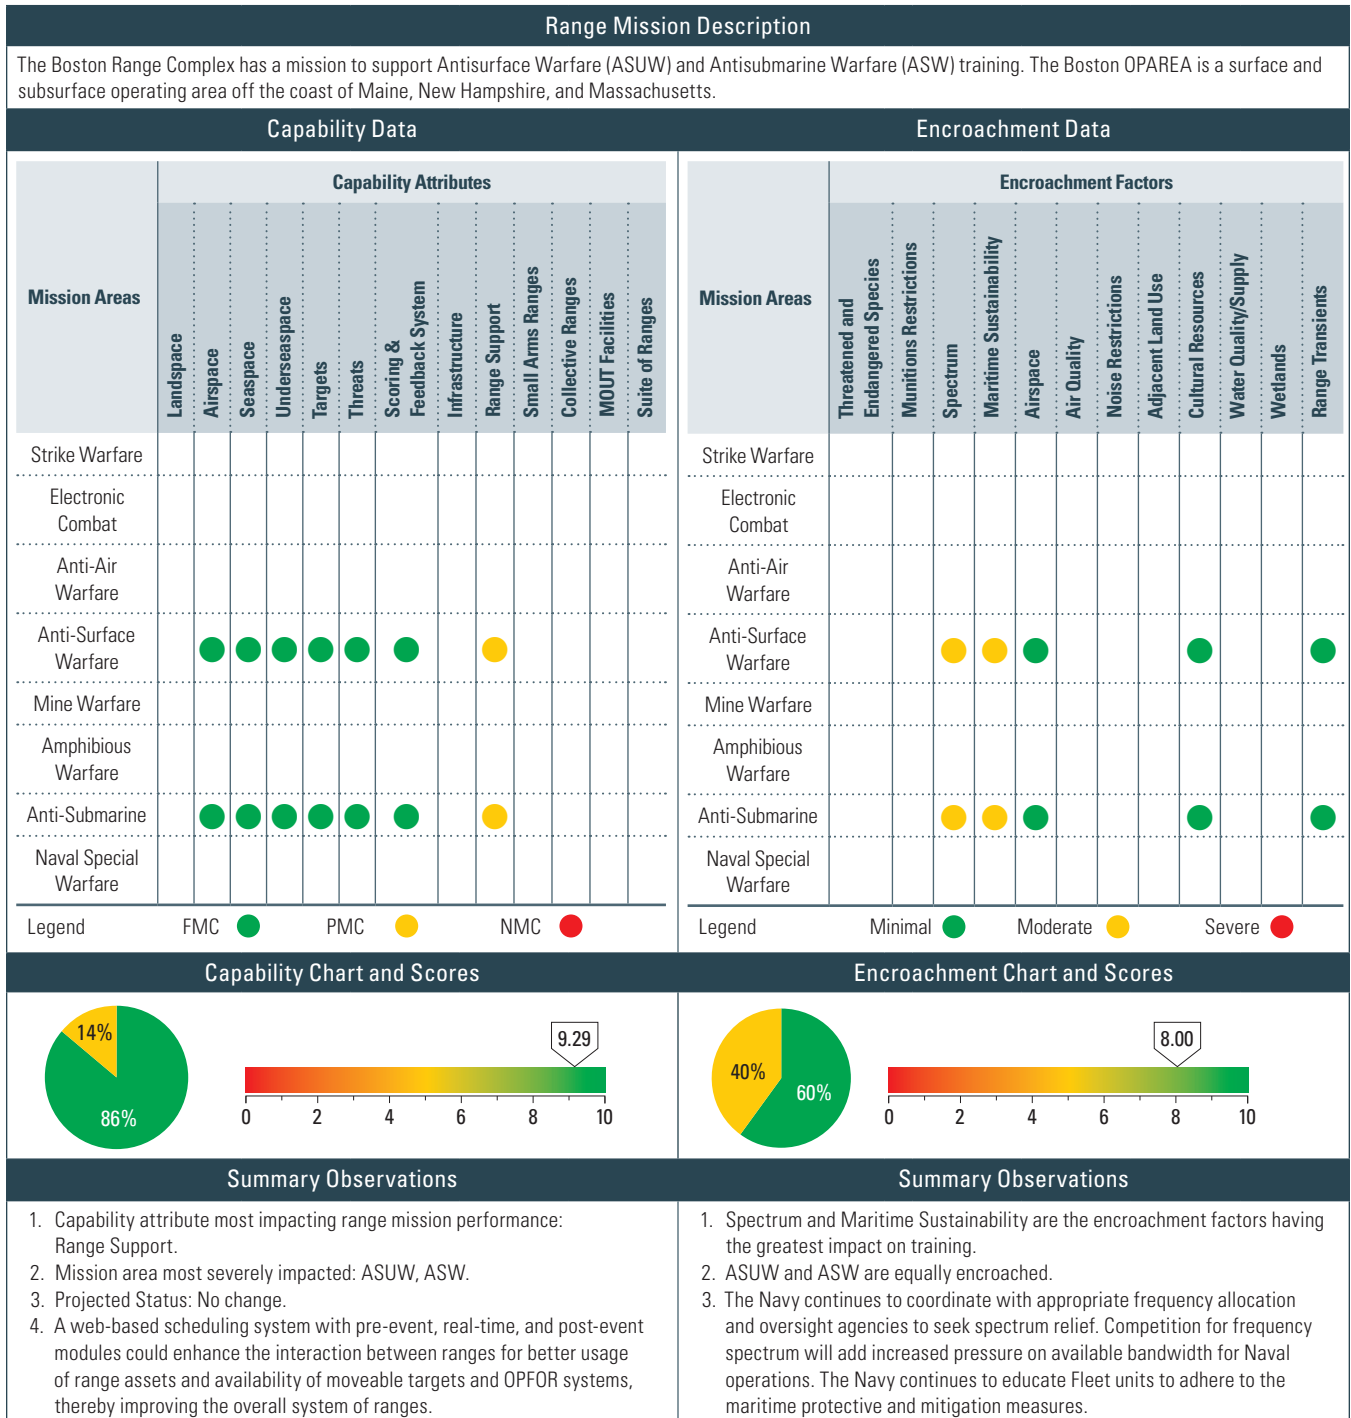 Range Mission Description
The Boston Range Complex has a mission to support Antisurface Warfare (ASUW) and Antisubmarine Warfare (ASW) training. The Boston OPAREA is a surface and
subsurface operating area off the coast of Maine, New Hampshire, and Massachusetts.
Capability Data
Mission Areas
Capability Attributes
Landspace
Airspace
Seaspace
Underseaspace
Targets
Threats
Scoring &
Feedback System
Infrastructure
Range Support
Small Arms Ranges
Collective Ranges
MOUT Facilities
Suite of Ranges
Strike Warfare
Electronic
Combat
Anti-Air
Warfare
Anti-Surface
Warfare
Mine Warfare
Amphibious
Warfare
Anti-Submarine
Naval Special
Warfare
Legend
FMC
PMC
NMC
Encroachment Data
Mission Areas
Encroachment Factors
Threatened and
Endangered Species
Munitions Restrictions
Spectrum
Maritime Sustainability
Airspace
Air Quality
Noise Restrictions
Adjacent Land Use
Cultural Resources
Water Quality/Supply
Wetlands
Range Transients
Strike Warfare
Electronic
Combat
Anti-Air
Warfare
Anti-Surface
Warfare
Mine Warfare
Amphibious
Warfare
Anti-Submarine
Naval Special
Warfare
Legend
Minimal
Moderate
Severe
Capability Chart and Scores
14%
86%
9.29
0 2 4 6 8 10
Encroachment Chart and Scores
40%
60%
8.00
0 2 4 6 8 10
Summary Observations
1. Capability attribute most impacting range mission performance:
Range Support.
2. Mission area most severely impacted: ASUW, ASW.
3. Projected Status: No change.
4. A web-based scheduling system with pre-event, real-time, and post-event
modules could enhance the interaction between ranges for better usage
of range assets and availability of moveable targets and OPFOR systems,
thereby improving the overall system of ranges.
Summary Observations
1. Spectrum and Maritime Sustainability are the encroachment factors having
the greatest impact on training.
2. ASUW and ASW are equally encroached.
3. The Navy continues to coordinate with appropriate frequency allocation
and oversight agencies to seek spectrum relief. Competition for frequency
spectrum will add increased pressure on available bandwidth for Naval
operations. The Navy continues to educate Fleet units to adhere to the
maritime protective and mitigation measures.